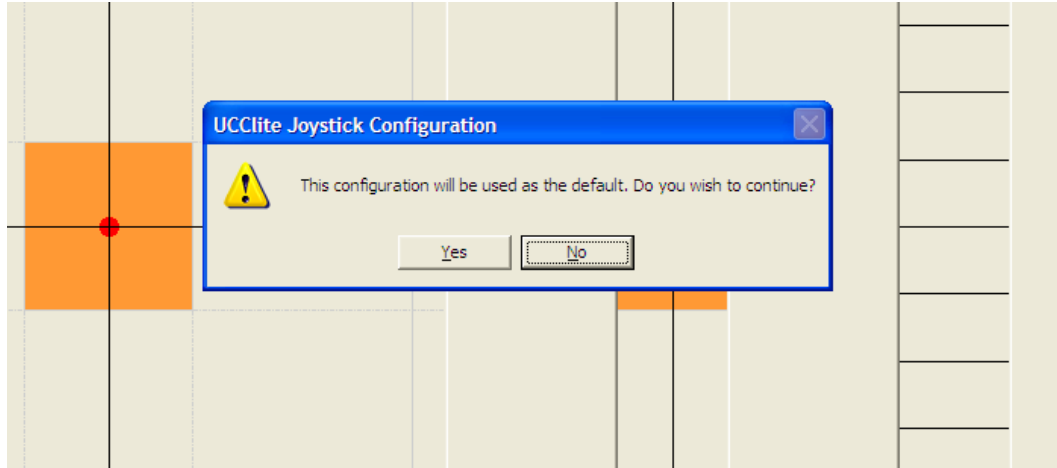 UCClite Joystick Configuration
This configuration will be used as the default. Do you wish to continue?
Yes
No